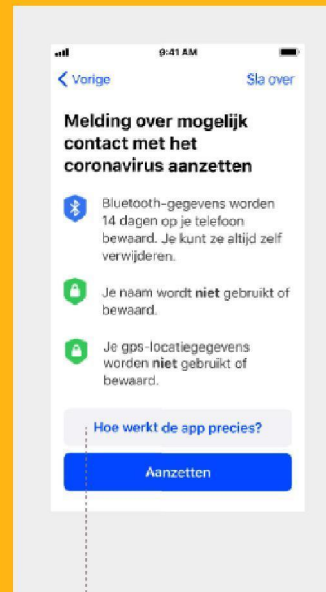 9:41 AM
Vorige
Sla over
Melding over mogelijk
contact met het
coronavirus aanzetten
Bluetooth-gegevens worden
14 dagen op je telefoon
bewaard. Je kunt ze altijd zelf
verwijderen.
Je naam wordt niet gebruikt of
bewaard.
Je gps-locatiegegevens
worden niet gebruikt of
bewaard.
Hoe werkt de app precies?
Aanzetten